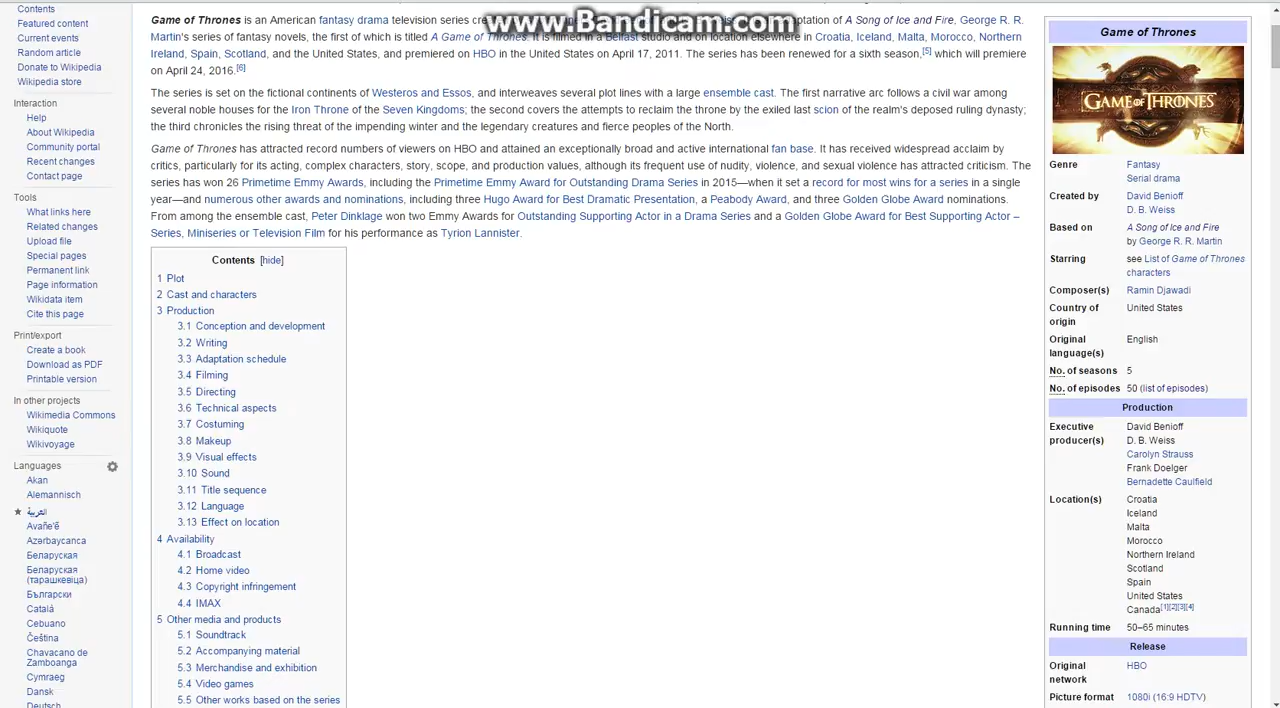 Contents
Featured content
Current events
Random article
Donate to Wikipedia
Wikipedia store
Interaction
Help
About Wikipedia
Community portal
Recent changes
Contact page
Tools
What links here
Related changes
Upload file
Special pages
Permanent link
Page information
Wikidata item
Cite this page
Print/export
Create a book
Download as PDF
Printable version
In other projects
Wikimedia Commons
Wikiquote
Wikivoyage
Languages
Akan
Alemannisch
العربية
Avañe'ẽ
Azərbaycanca
Беларуская
Беларуская
(тарашкевіца)
Български
Català
Cebuano
Čeština
Chavacano de
Zamboanga
Cymraeg
Dansk
Deutsch
www.Bandicam.com
Game of Thrones is an American fantasy drama television series adaptation of A Song of Ice and Fire, George R. R.
Martin's series of fantasy novels, the first of which is titled A Game of Thrones. It is filmed in a Belfast studio and on location elsewhere in Croatia, Iceland, Malta, Morocco, Northern
Ireland, Spain, Scotland, and the United States, and premiered on HBO in the United States on April 17, 2011. The series has been renewed for a sixth season,[5] which will premiere
on April 24, 2016.[6]
The series is set on the fictional continents of Westeros and Essos, and interweaves several plot lines with a large ensemble cast. The first narrative arc follows a civil war among
several noble houses for the Iron Throne of the Seven Kingdoms; the second covers the attempts to reclaim the throne by the exiled last scion of the realm's deposed ruling dynasty;
the third chronicles the rising threat of the impending winter and the legendary creatures and fierce peoples of the North.
Game of Thrones has attracted record numbers of viewers on HBO and attained an exceptionally broad and active international fan base. It has received widespread acclaim by
critics, particularly for its acting, complex characters, story, scope, and production values, although its frequent use of nudity, violence, and sexual violence has attracted criticism. The
series has won 26 Primetime Emmy Awards, including the Primetime Emmy Award for Outstanding Drama Series in 2015—when it set a record for most wins for a series in a single
year—and numerous other awards and nominations, including three Hugo Award for Best Dramatic Presentation, a Peabody Award, and three Golden Globe Award nominations.
From among the ensemble cast, Peter Dinklage won two Emmy Awards for Outstanding Supporting Actor in a Drama Series and a Golden Globe Award for Best Supporting Actor –
Series, Miniseries or Television Film for his performance as Tyrion Lannister.
Contents [hide]
1 Plot
2 Cast and characters
3 Production
3.1 Conception and development
3.2 Writing
3.3 Adaptation schedule
3.4 Filming
3.5 Directing
3.6 Technical aspects
3.7 Costuming
3.8 Makeup
3.9 Visual effects
3.10 Sound
3.11 Title sequence
3.12 Language
3.13 Effect on location
4 Availability
4.1 Broadcast
4.2 Home video
4.3 Copyright infringement
4.4 IMAX
5 Other media and products
5.1 Soundtrack
5.2 Accompanying material
5.3 Merchandise and exhibition
5.4 Video games
5.5 Other works based on the series
Game of Thrones
GAME OF THRONES
Genre Fantasy
Serial drama
Created by David Benioff
D. B. Weiss
Based on A Song of Ice and Fire
by George R. R. Martin
Starring see List of Game of Thrones
characters
Composer(s) Ramin Djawadi
Country of United States
origin
Original English
language(s)
No. of seasons 5
No. of episodes 50 (list of episodes)
Production
Executive David Benioff
producer(s) D. B. Weiss
Carolyn Strauss
Frank Doelger
Bernadette Caulfield
Location(s) Croatia
Iceland
Malta
Morocco
Northern Ireland
Scotland
Spain
United States
Canada[1][2][3][4]
Running time 50–65 minutes
Release
Original HBO
network
Picture format 1080i (16:9 HDTV)